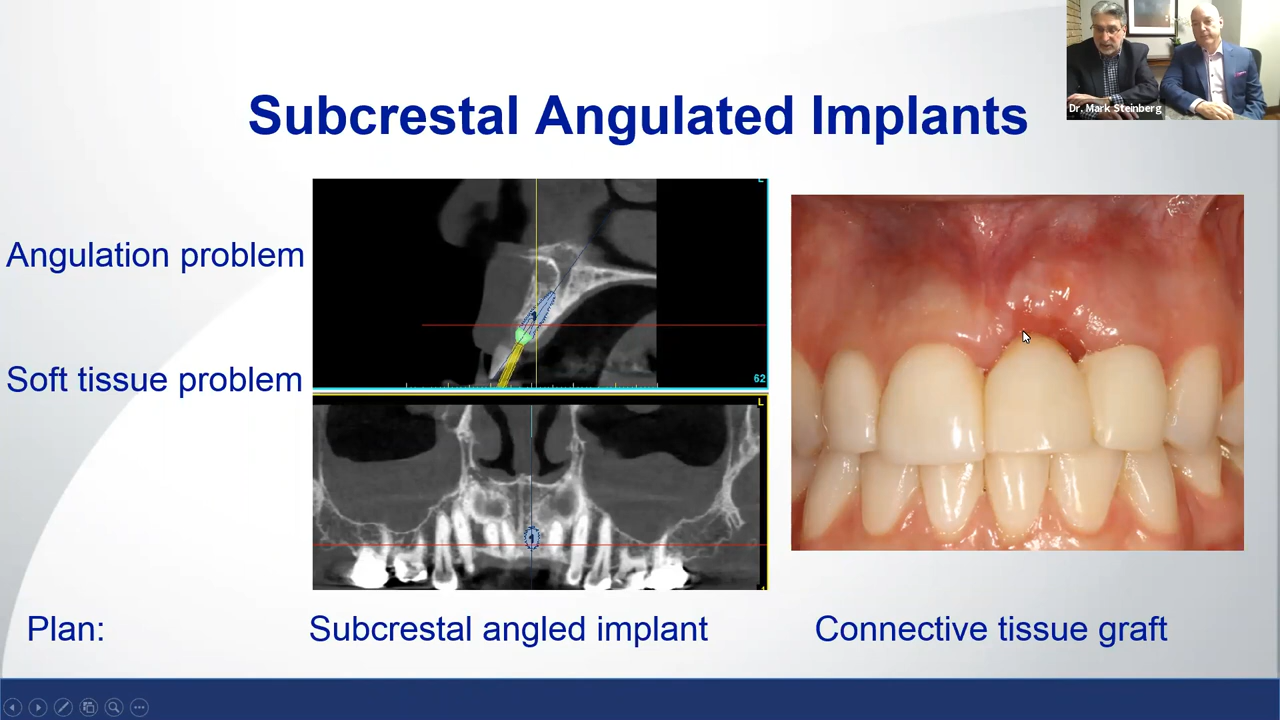 Dr. Mark Steinberg
Subcrestal Angulated Implants
Angulation problem
Soft tissue problem
L
62
L
Plan:
Subcrestal angled implant
Connective tissue graft